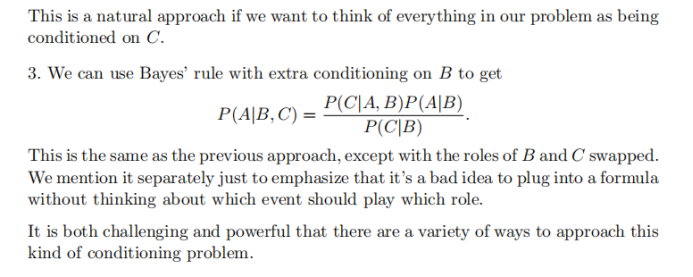 This is a natural approach if we want to think of everything in our problem as being
conditioned on C.
3. We can use Bayes' rule with extra conditioning on B to get
P(A|B, C) = P(C|A, B)P(A|B) / P(C|B).
This is the same as the previous approach, except with the roles of B and C swapped.
We mention it separately just to emphasize that it's a bad idea to plug into a formula
without thinking about which event should play which role.
It is both challenging and powerful that there are a variety of ways to approach this
kind of conditioning problem.